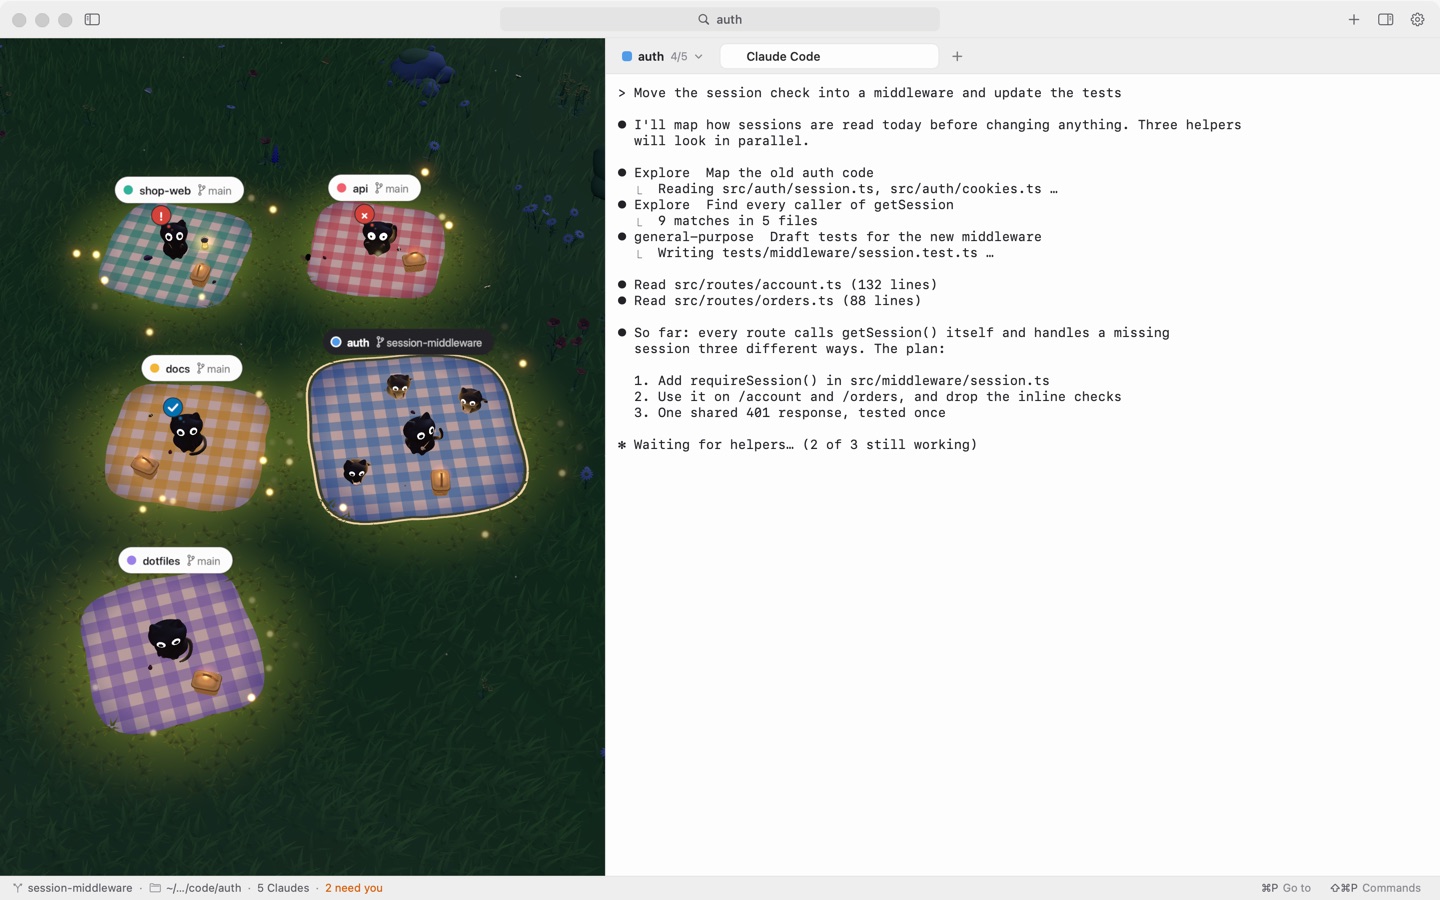 auth
shop-web main
api main
auth session-middleware
docs main
dotfiles main
auth 4/5
Claude Code
> Move the session check into a middleware and update the tests
● I'll map how sessions are read today before changing anything. Three helpers
will look in parallel.
● Explore  Map the old auth code
└ Reading src/auth/session.ts, src/auth/cookies.ts …
● Explore  Find every caller of getSession
└ 9 matches in 5 files
● general-purpose  Draft tests for the new middleware
└ Writing tests/middleware/session.test.ts …
● Read src/routes/account.ts (132 lines)
● Read src/routes/orders.ts (88 lines)
● So far: every route calls getSession() itself and handles a missing
session three different ways. The plan:
1. Add requireSession() in src/middleware/session.ts
2. Use it on /account and /orders, and drop the inline checks
3. One shared 401 response, tested once
✻ Waiting for helpers… (2 of 3 still working)
session-middleware · ~/…/code/auth · 5 Claudes · 2 need you
⌘P Go to ⇧⌘P Commands